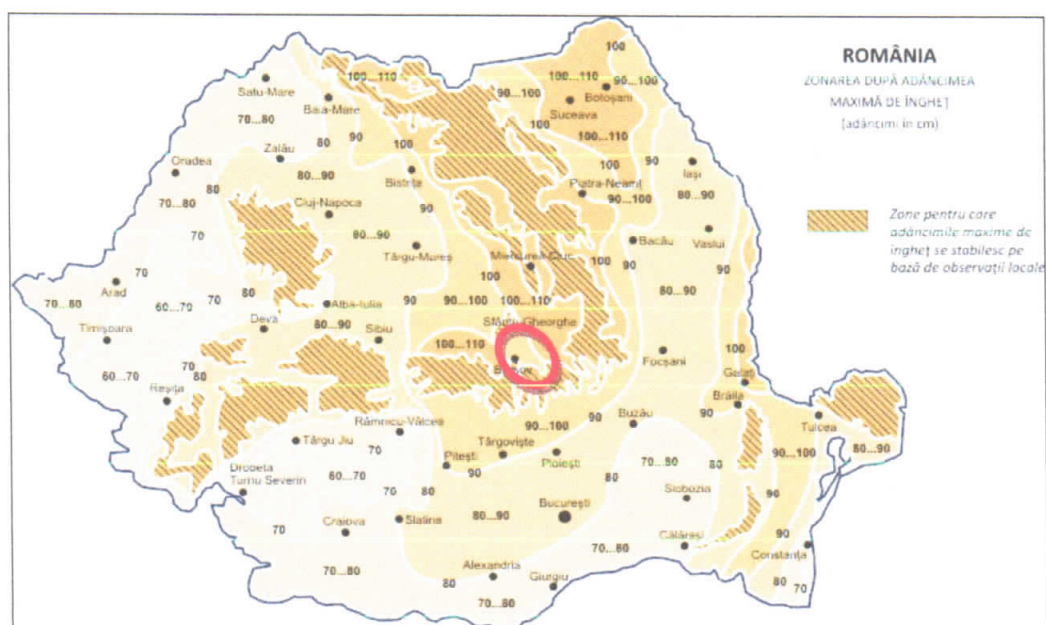 ROMÂNIA
ZONAREA DUPĂ ADÂNCIMEA
MAXIMĂ DE ÎNGHEȚ
(adâncimi în cm)
Zone pentru care
adâncimile maxime de
îngheț se stabilesc pe
bază de observații locale
100
100...110
100...110
90...100
Satu-Mare
Baia-Mare
90...100
Botoșani
Suceava
70...80
80
90
100
100
100...110
Zalău
Oradea
80
80...90
Bistrița
90
Iași
70...80
Piatra-Neamț
80...90
90...100
Cluj-Napoca
90
70
80...90
Târgu-Mureș
Bacău
Vaslui
100
90
90
Miercurea Ciuc
70
Arad
70...80
60...70
70
80
Alba-Iulia
90
90...100
100
100...110
80...90
Deva
80...90
Sibiu
Sfântu-Gheorghe
Timișoara
100...110
100
60...70
70
80
Focșani
Galați
Reșița
Brăila
90
90
Buzău
Tulcea
Râmnicu-Vâlcea
90...100
80...90
Târgu Jiu
Târgoviște
Pitești
Ploiești
90
70...80
80
90...100
60...70
80
Drobeta
Turnu Severin
70
80
Slobozia
București
90
70
Craiova
Slatina
80...90
Călărași
90
70...80
Constanța
70...80
Alexandria
80
Giurgiu
80
70
70...80